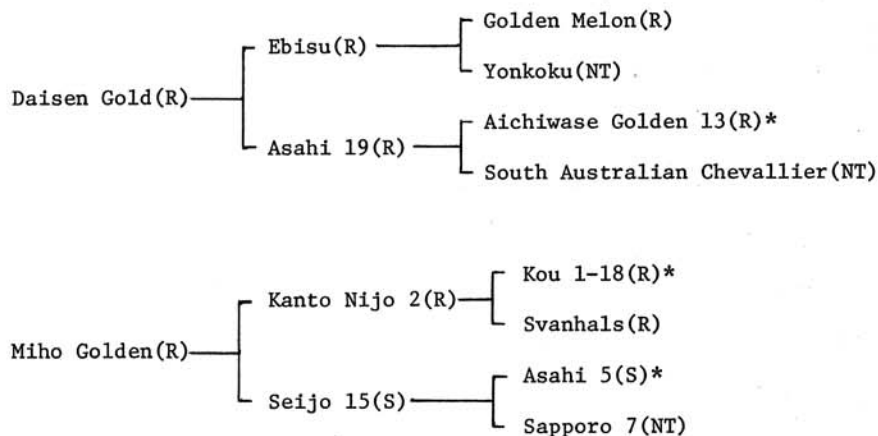 Golden Melon(R)
Ebisu(R)
Yonkoku(NT)
Daisen Gold(R)
Aichiwase Golden 13(R)*
Asahi 19(R)
South Australian Chevallier(NT)
Kou 1-18(R)*
Kanto Nijo 2(R)
Svanhals(R)
Miho Golden(R)
Asahi 5(S)*
Seijo 15(S)
Sapporo 7(NT)